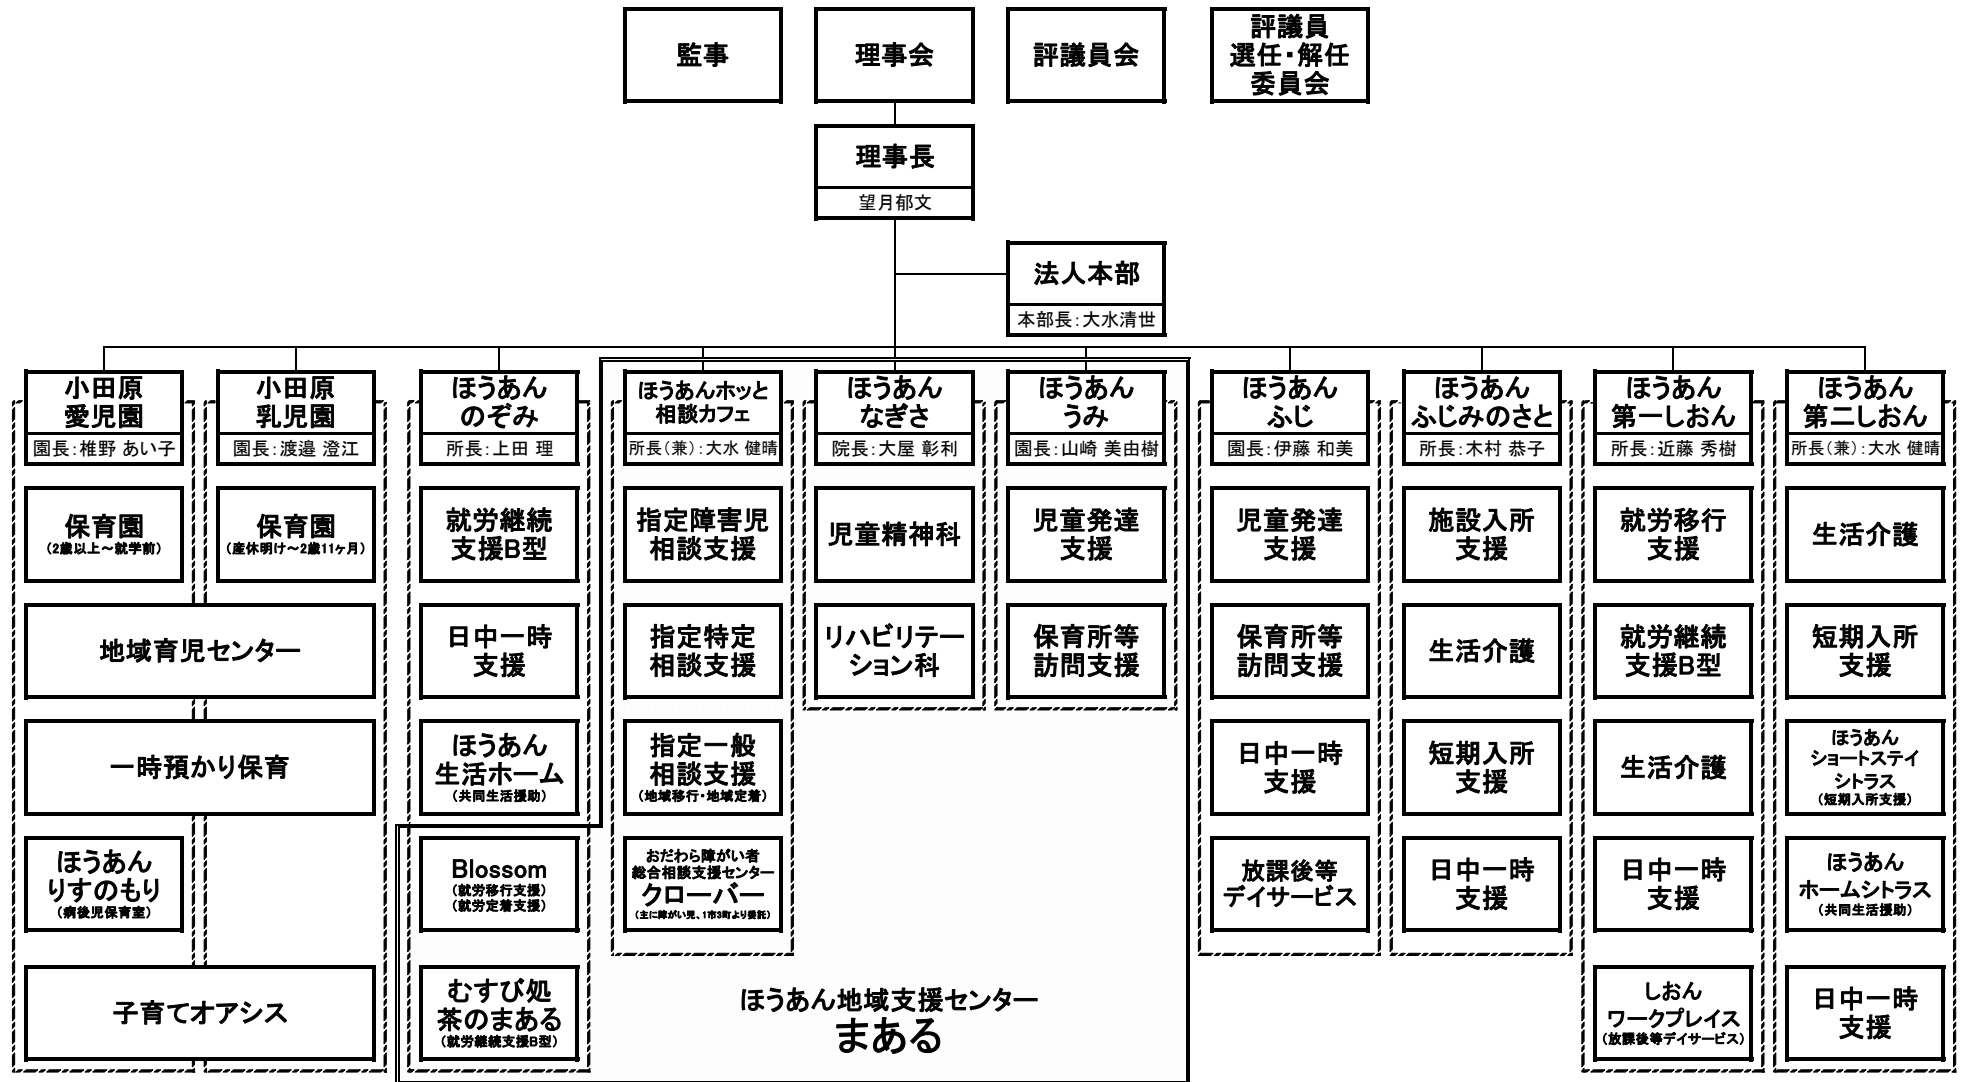 監事
理事会
評議員会
評議員
選任・解任
委員会
理事長
望月郁文
法人本部
本部長：大水清世
小田原
愛児園
園長：椎野 あい子
保育園
（2歳以上～就学前）
小田原
乳児園
園長：渡邉 澄江
保育園
（産休明け～2歳11ヶ月）
地域育児センター
一時預かり保育
ほうあん
りすのもり
（病後児保育室）
子育てオアシス
ほうあん
のぞみ
所長：上田 理
就労継続
支援B型
日中一時
支援
ほうあん
生活ホーム
（共同生活援助）
Blossom
（就労移行支援）
（就労定着支援）
むすび処
茶のまある
（就労継続支援B型）
ほうあんホッと
相談カフェ
所長（兼）：大水 健晴
指定障害児
相談支援
指定特定
相談支援
指定一般
相談支援
（地域移行・地域定着）
おだわら障がい者
総合相談支援センター
クローバー
（主に障がい児、1市3町より委託）
ほうあん
なぎさ
院長：大屋 彰利
児童精神科
リハビリテー
ション科
ほうあん
うみ
園長：山崎 美由樹
児童発達
支援
保育所等
訪問支援
ほうあん地域支援センター
まある
ほうあん
ふじ
園長：伊藤 和美
児童発達
支援
保育所等
訪問支援
日中一時
支援
放課後等
デイサービス
ほうあん
ふじみのさと
所長：木村 恭子
施設入所
支援
生活介護
短期入所
支援
日中一時
支援
ほうあん
第一しおん
所長：近藤 秀樹
就労移行
支援
就労継続
支援B型
生活介護
日中一時
支援
しおん
ワークプレイス
（放課後等デイサービス）
ほうあん
第二しおん
所長（兼）：大水 健晴
生活介護
短期入所
支援
ほうあん
ショートステイ
シトラス
（短期入所支援）
ほうあん
ホームシトラス
（共同生活援助）
日中一時
支援